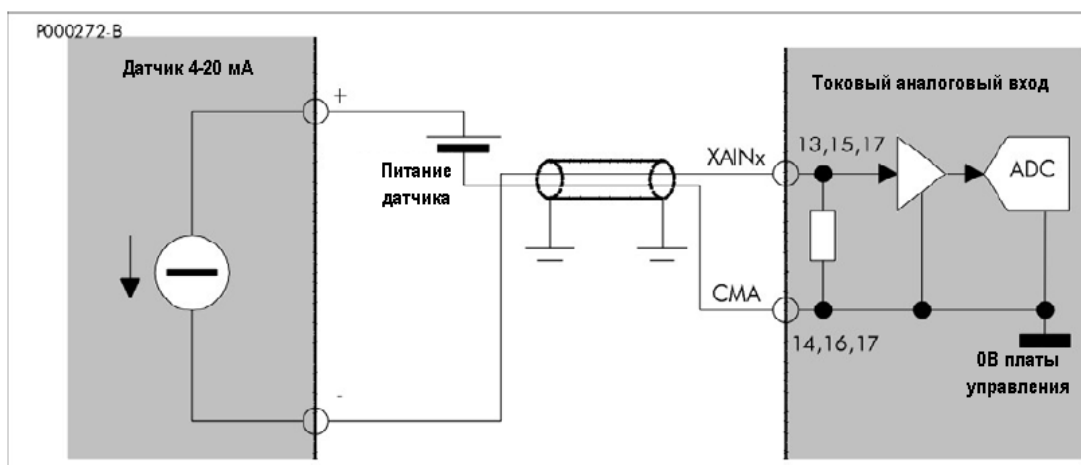 P000272-B
Датчик 4-20 мА
Токовый аналоговый вход
+
XAINx
13,15,17
ADC
Питание
датчика
CMA
14,16,17
-
0В платы
управления